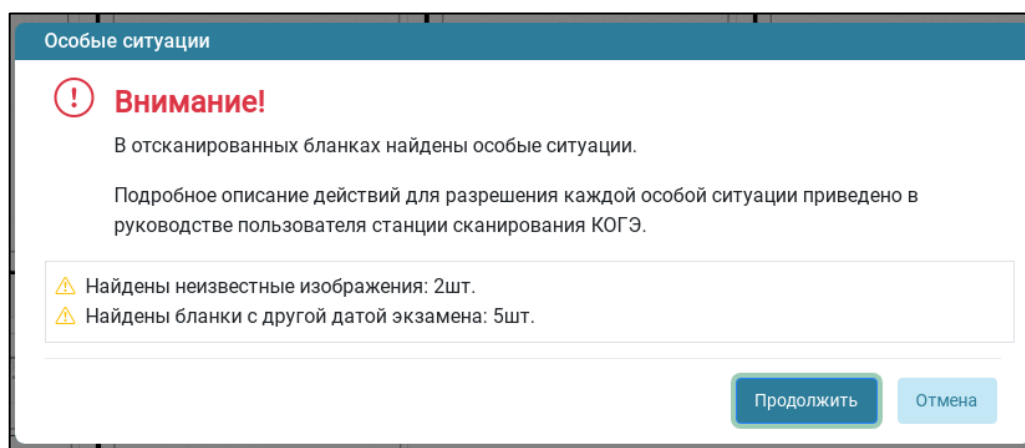 Особые ситуации
Внимание!
В отсканированных бланках найдены особые ситуации.
Подробное описание действий для разрешения каждой особой ситуации приведено в
руководстве пользователя станции сканирования КОГЭ.
Найдены неизвестные изображения: 2шт.
Найдены бланки с другой датой экзамена: 5шт.
Продолжить Отмена